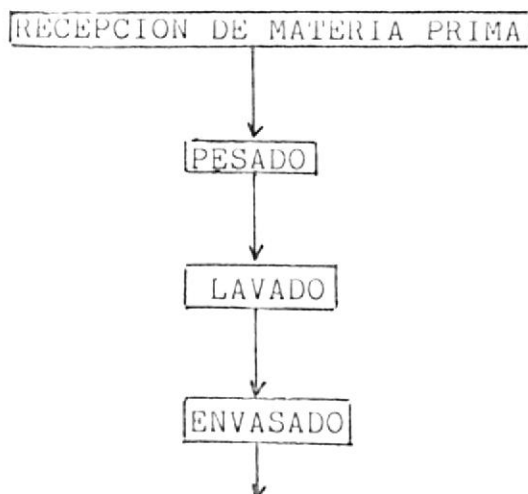 RECEPCION DE MATERIA PRIMA
PESADO
LAVADO
ENVASADO